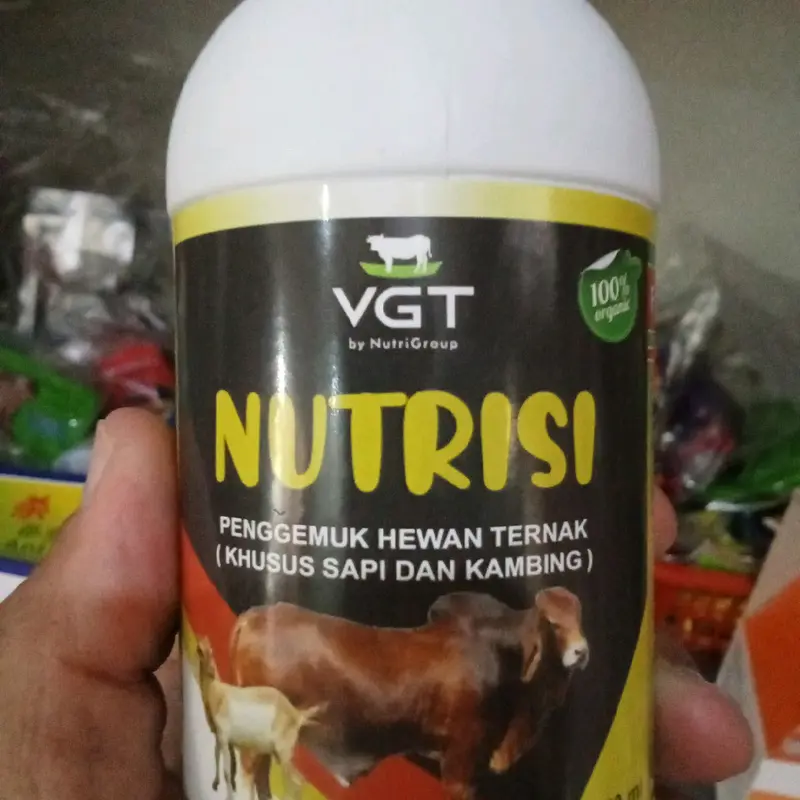 VGT
by NutriGroup
100%
organic
NUTRISI
PENGGEMUK HEWAN TERNAK
( KHUSUS SAPI DAN KAMBING )